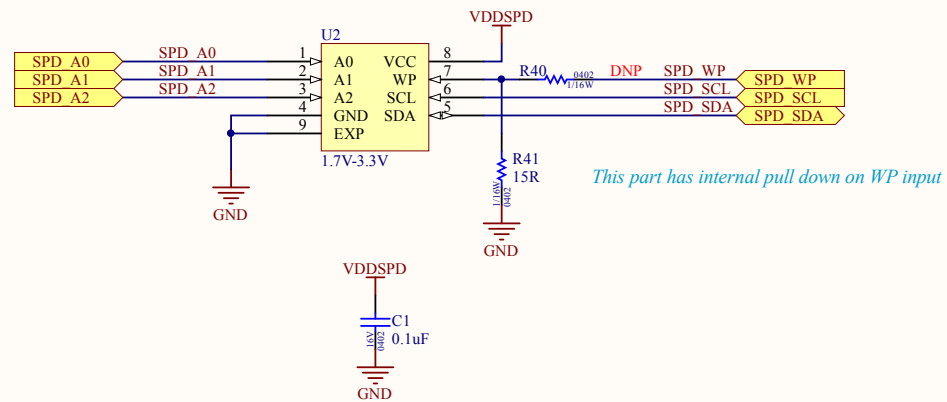 VDDSPD
U2
SPD_A0 SPD_A0 1 A0 VCC 8
SPD_A1 SPD_A1 2 A1 WP 7 R40 0402 1/16W DNP SPD_WP SPD_WP
SPD_A2 SPD_A2 3 A2 SCL 6 SPD_SCL SPD_SCL
4 GND SDA 5 SPD_SDA SPD_SDA
9 EXP
1.7V-3.3V
R41
15R
1/16W
0402
This part has internal pull down on WP input
GND
GND
VDDSPD
C1
0.1uF
16V
0402
GND